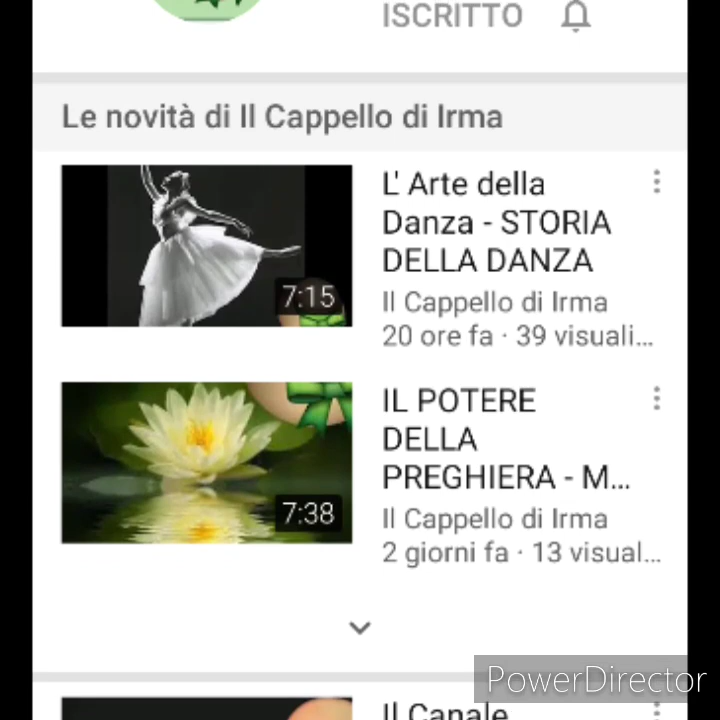 ISCRITTO
Le novità di Il Cappello di Irma
L' Arte della
Danza - STORIA
DELLA DANZA
7:15
Il Cappello di Irma
20 ore fa · 39 visuali...
IL POTERE
DELLA
PREGHIERA - M...
7:38
Il Cappello di Irma
2 giorni fa · 13 visual...
PowerDirector
Il Canale